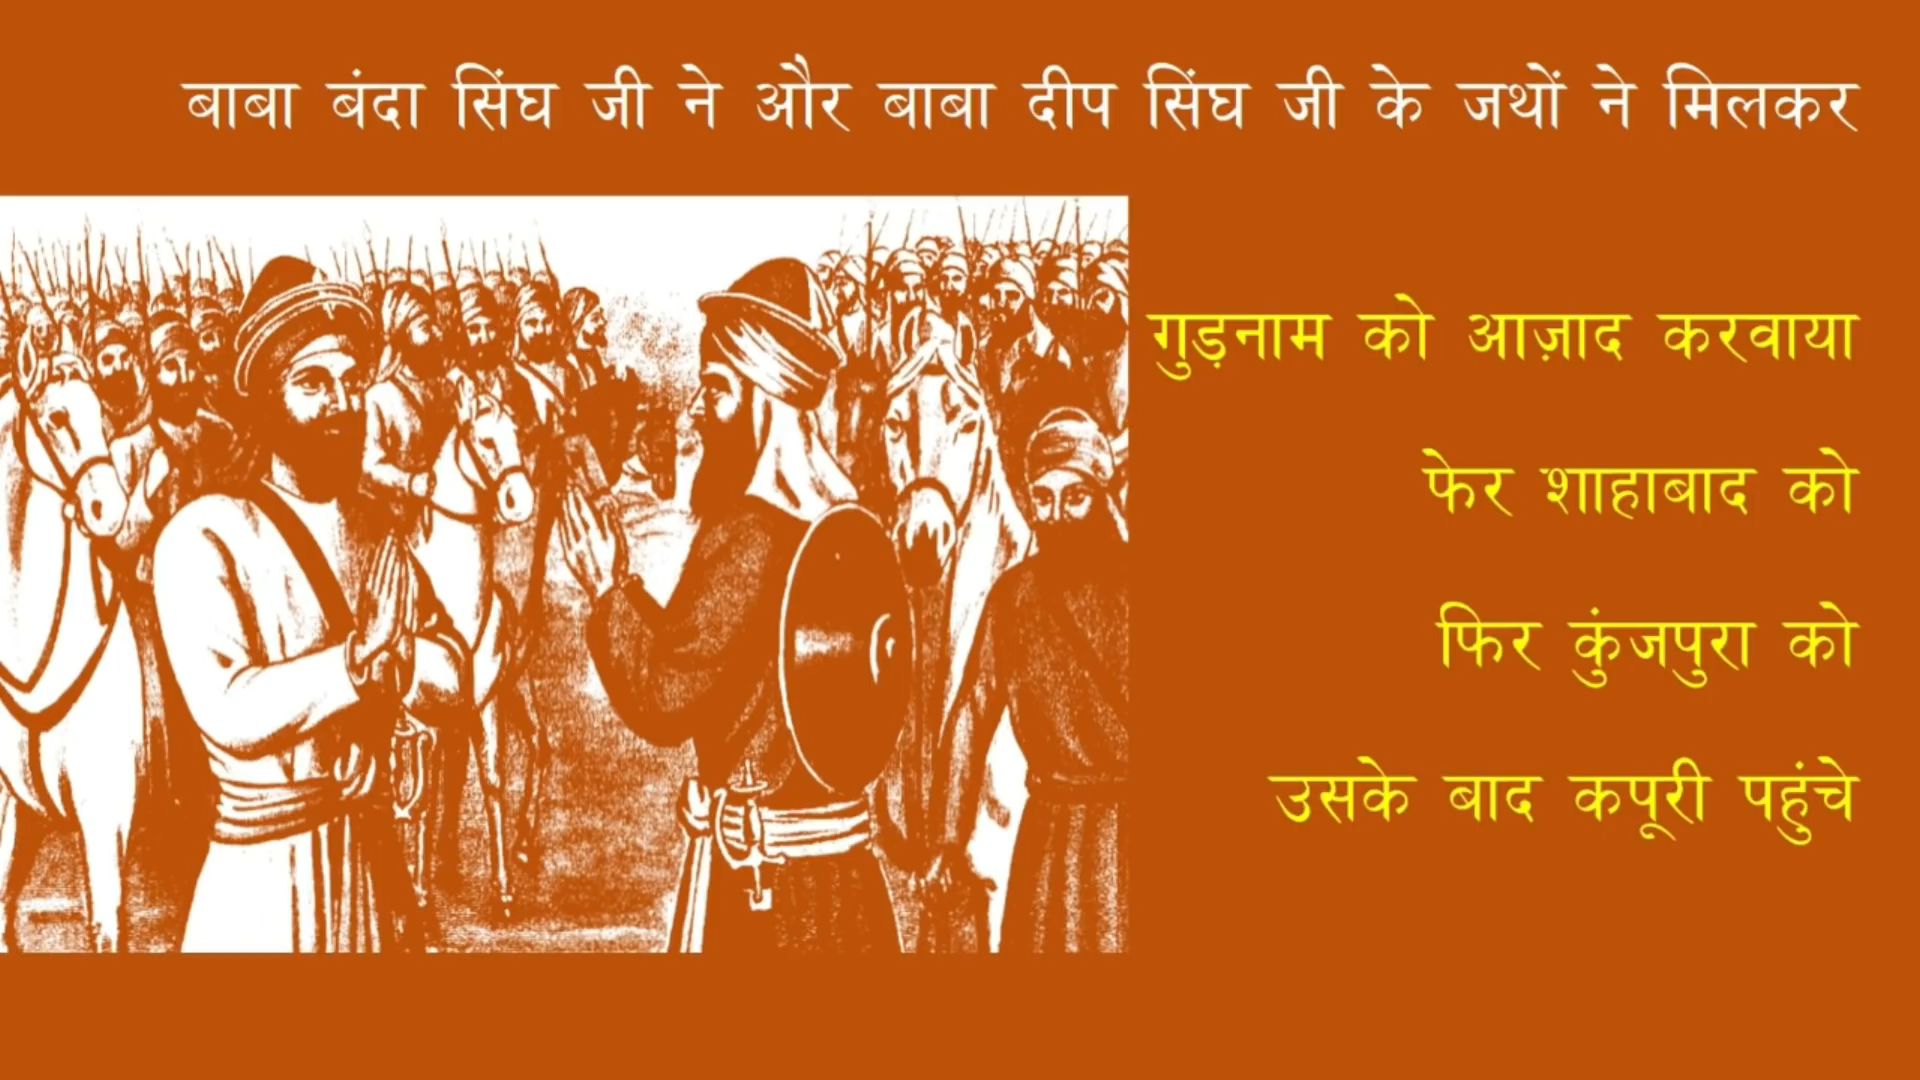 बाबा बंदा सिंघ जी ने और बाबा दीप सिंघ जी के जथों ने मिलकर
गुड़नाम को आज़ाद करवाया
फेर शाहाबाद को
फिर कुंजपुरा को
उसके बाद कपूरी पहुंचे